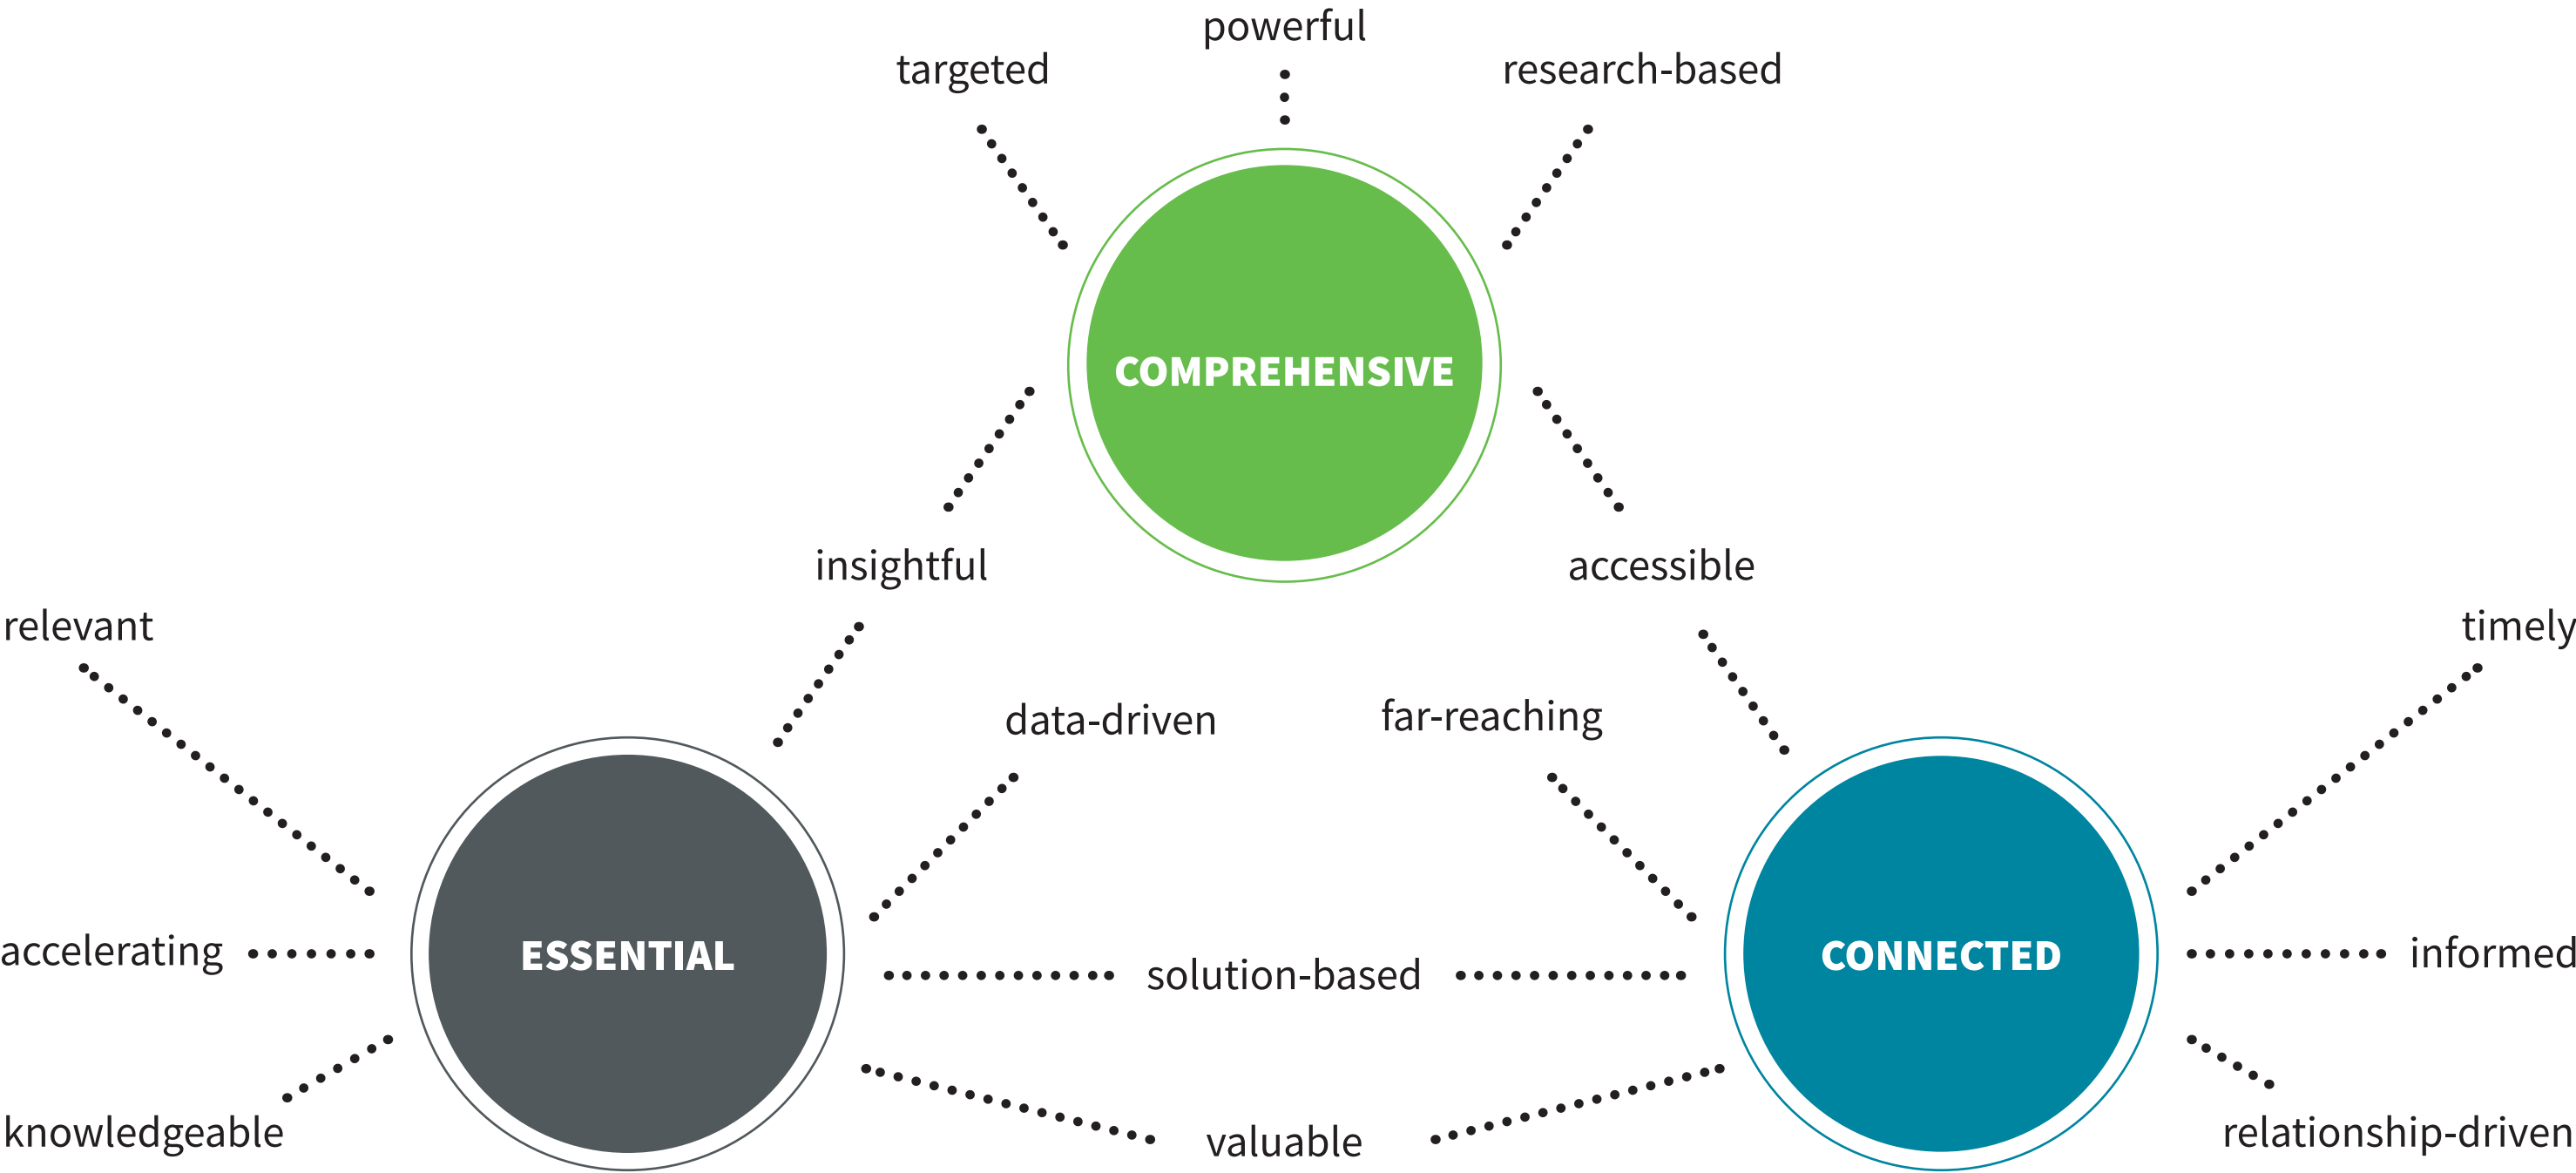 powerful
targeted
research-based
COMPREHENSIVE
insightful
accessible
relevant
timely
data-driven
far-reaching
accelerating
ESSENTIAL
solution-based
CONNECTED
informed
knowledgeable
valuable
relationship-driven